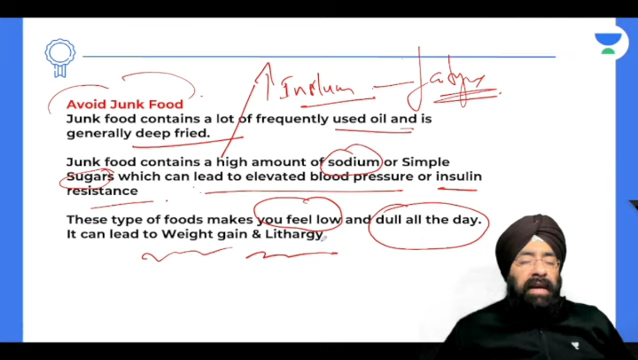 Avoid Junk Food
Junk food contains a lot of frequently used oil and is
generally deep fried.
Junk food contains a high amount of sodium or Simple
Sugars which can lead to elevated blood pressure or insulin
resistance
These type of foods makes you feel low and dull all the day.
It can lead to Weight gain & Lithargy